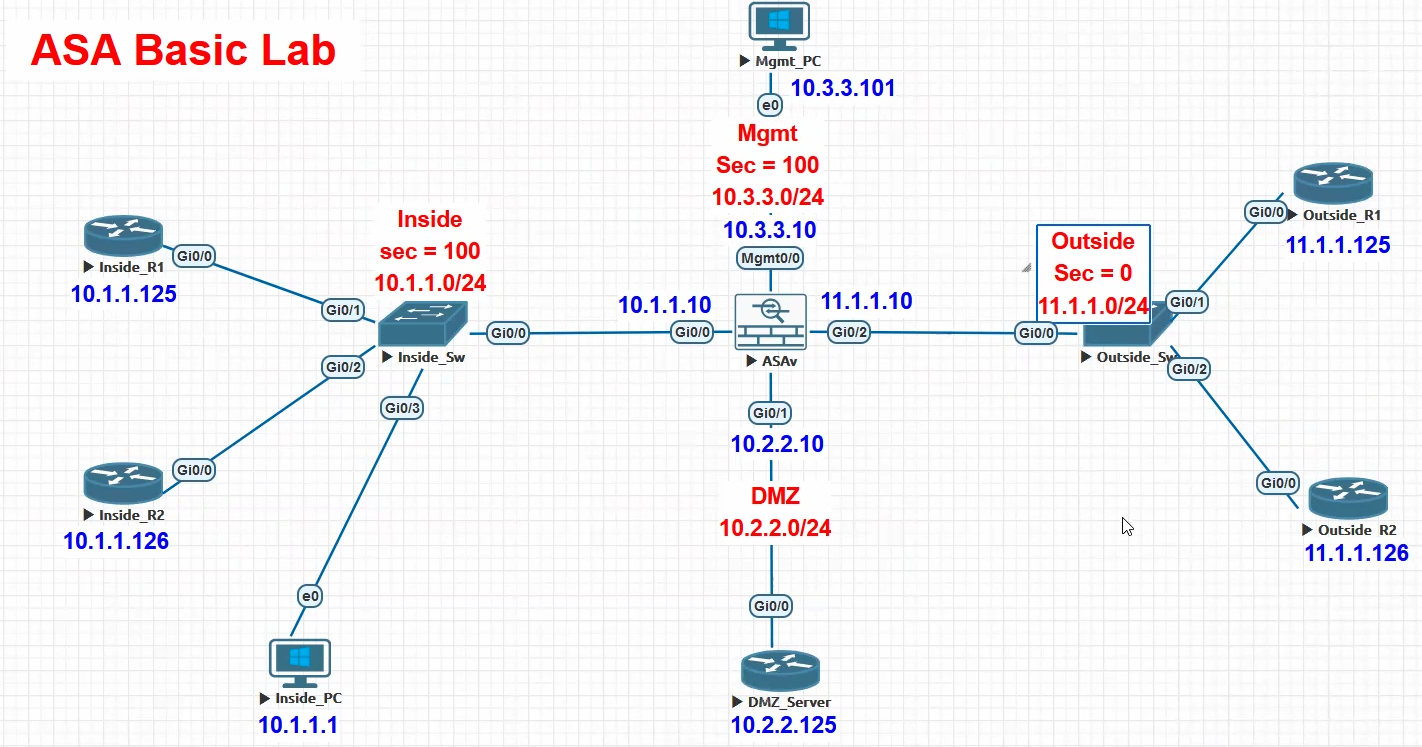 ASA Basic Lab
Mgmt_PC
10.3.3.101
e0
Mgmt
Sec = 100
10.3.3.0/24
10.3.3.10
Mgmt0/0
Inside_R1
10.1.1.125
Gi0/0
Inside
sec = 100
10.1.1.0/24
Gi0/1
Inside_Sw
Gi0/0
Gi0/2
Gi0/3
Gi0/0
Inside_R2
10.1.1.126
e0
Inside_PC
10.1.1.1
10.1.1.10
Gi0/0
ASAv
11.1.1.10
Gi0/2
Gi0/1
10.2.2.10
DMZ
10.2.2.0/24
Gi0/0
DMZ_Server
10.2.2.125
Outside
Sec = 0
11.1.1.0/24
Gi0/0
Outside_Sw
Gi0/1
Gi0/2
Gi0/0
Outside_R1
11.1.1.125
Gi0/0
Outside_R2
11.1.1.126